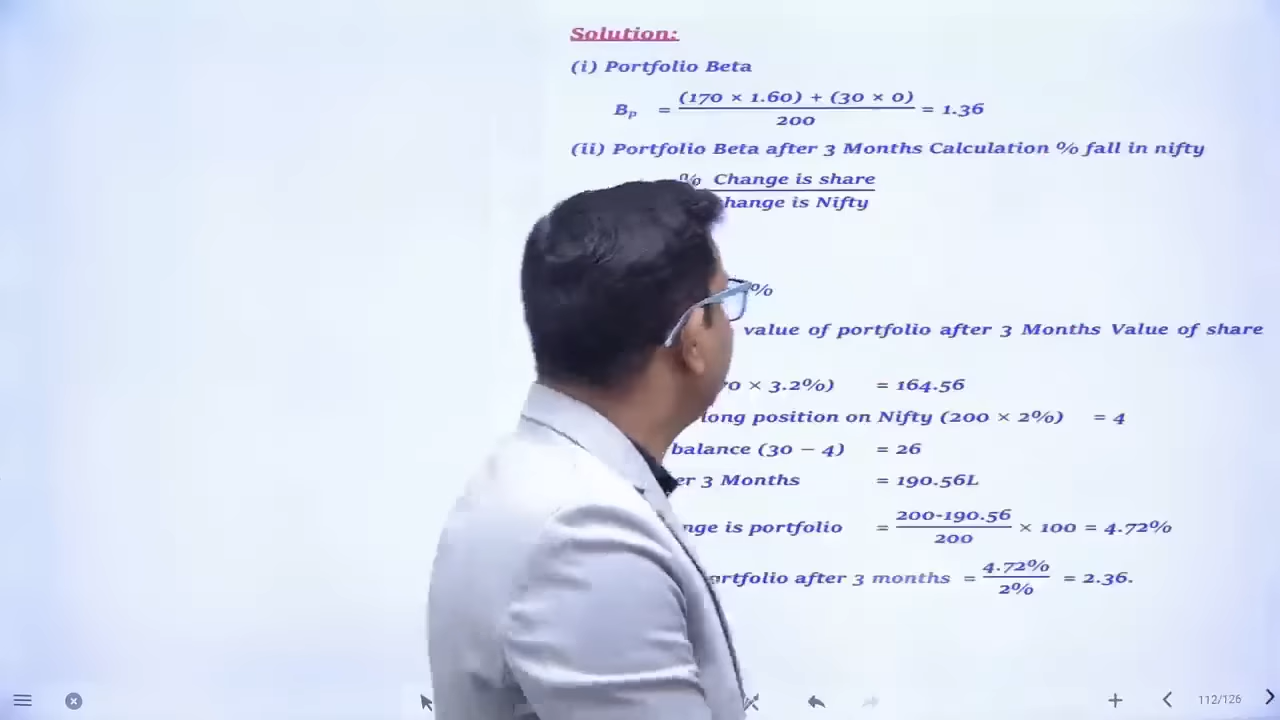 Solution:
(i) Portfolio Beta
Bp = (170 × 1.60) + (30 × 0) / 200 = 1.36
(ii) Portfolio Beta after 3 Months Calculation % fall in nifty
% Change is share
hange is Nifty
%
value of portfolio after 3 Months Value of share
0 × 3.2%) = 164.56
long position on Nifty (200 × 2%) = 4
balance (30 – 4) = 26
er 3 Months = 190.56L
nge is portfolio = 200-190.56 / 200 × 100 = 4.72%
artfolio after 3 months = 4.72% / 2% = 2.36.
112/126